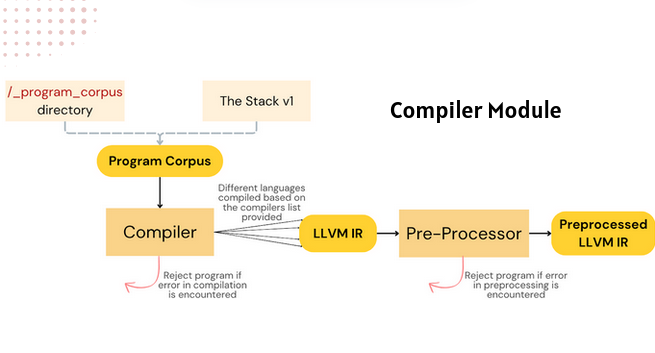 /_program_corpus
directory
The Stack v1
Compiler Module
Program Corpus
Different languages
compiled based on
the compilers list
provided
Compiler
LLVM IR
Pre-Processor
Preprocessed
LLVM IR
Reject program if
error in compilation
is encountered
Reject program if error
in preprocessing is
encountered